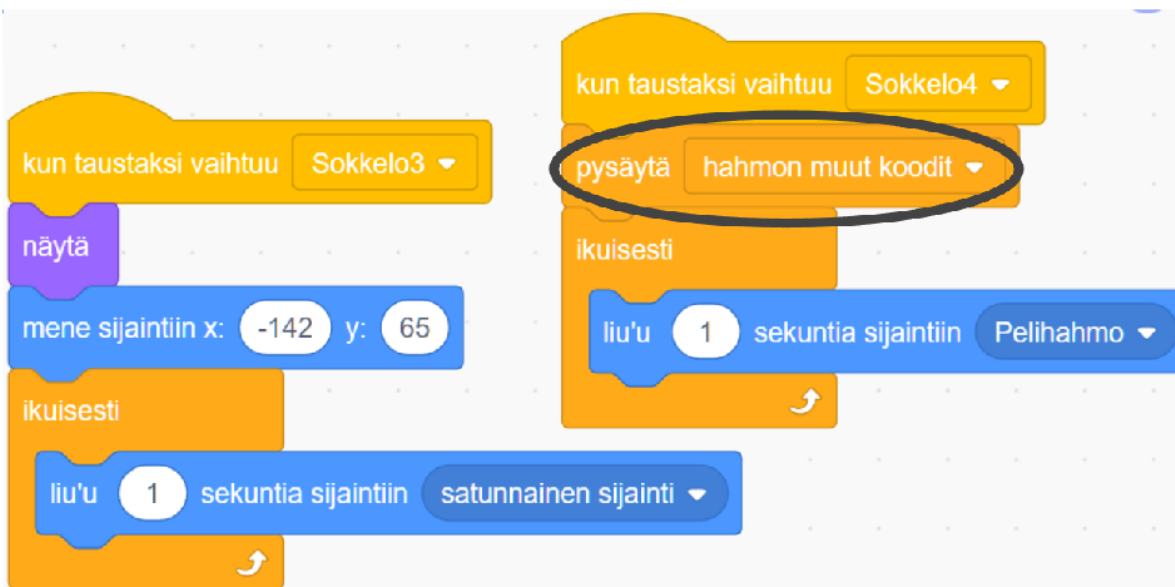 kun taustaksi vaihtuu Sokkelo3
näytä
mene sijaintiin x: -142 y: 65
ikuisesti
liu'u 1 sekuntia sijaintiin satunnainen sijainti
kun taustaksi vaihtuu Sokkelo4
pysäytä hahmon muut koodit
ikuisesti
liu'u 1 sekuntia sijaintiin Pelihahmo